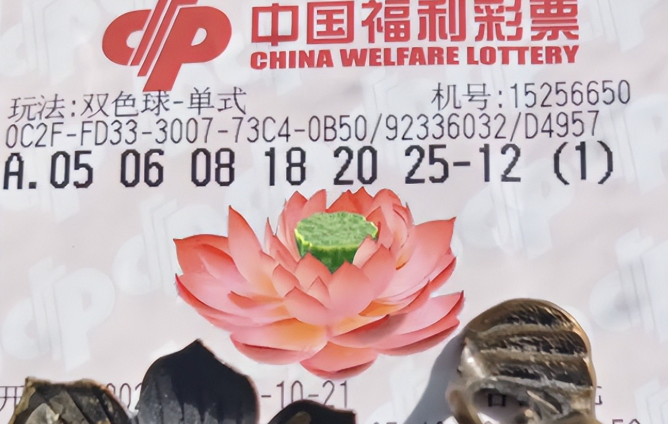 中国福利彩票
CHINA WELFARE LOTTERY
玩法:双色球-单式 机号:15256650
0C2F-FD33-3007-73C4-0B50/92336032/D4957
A.05 06 08 18 20 25-12 (1)
开 -10-21